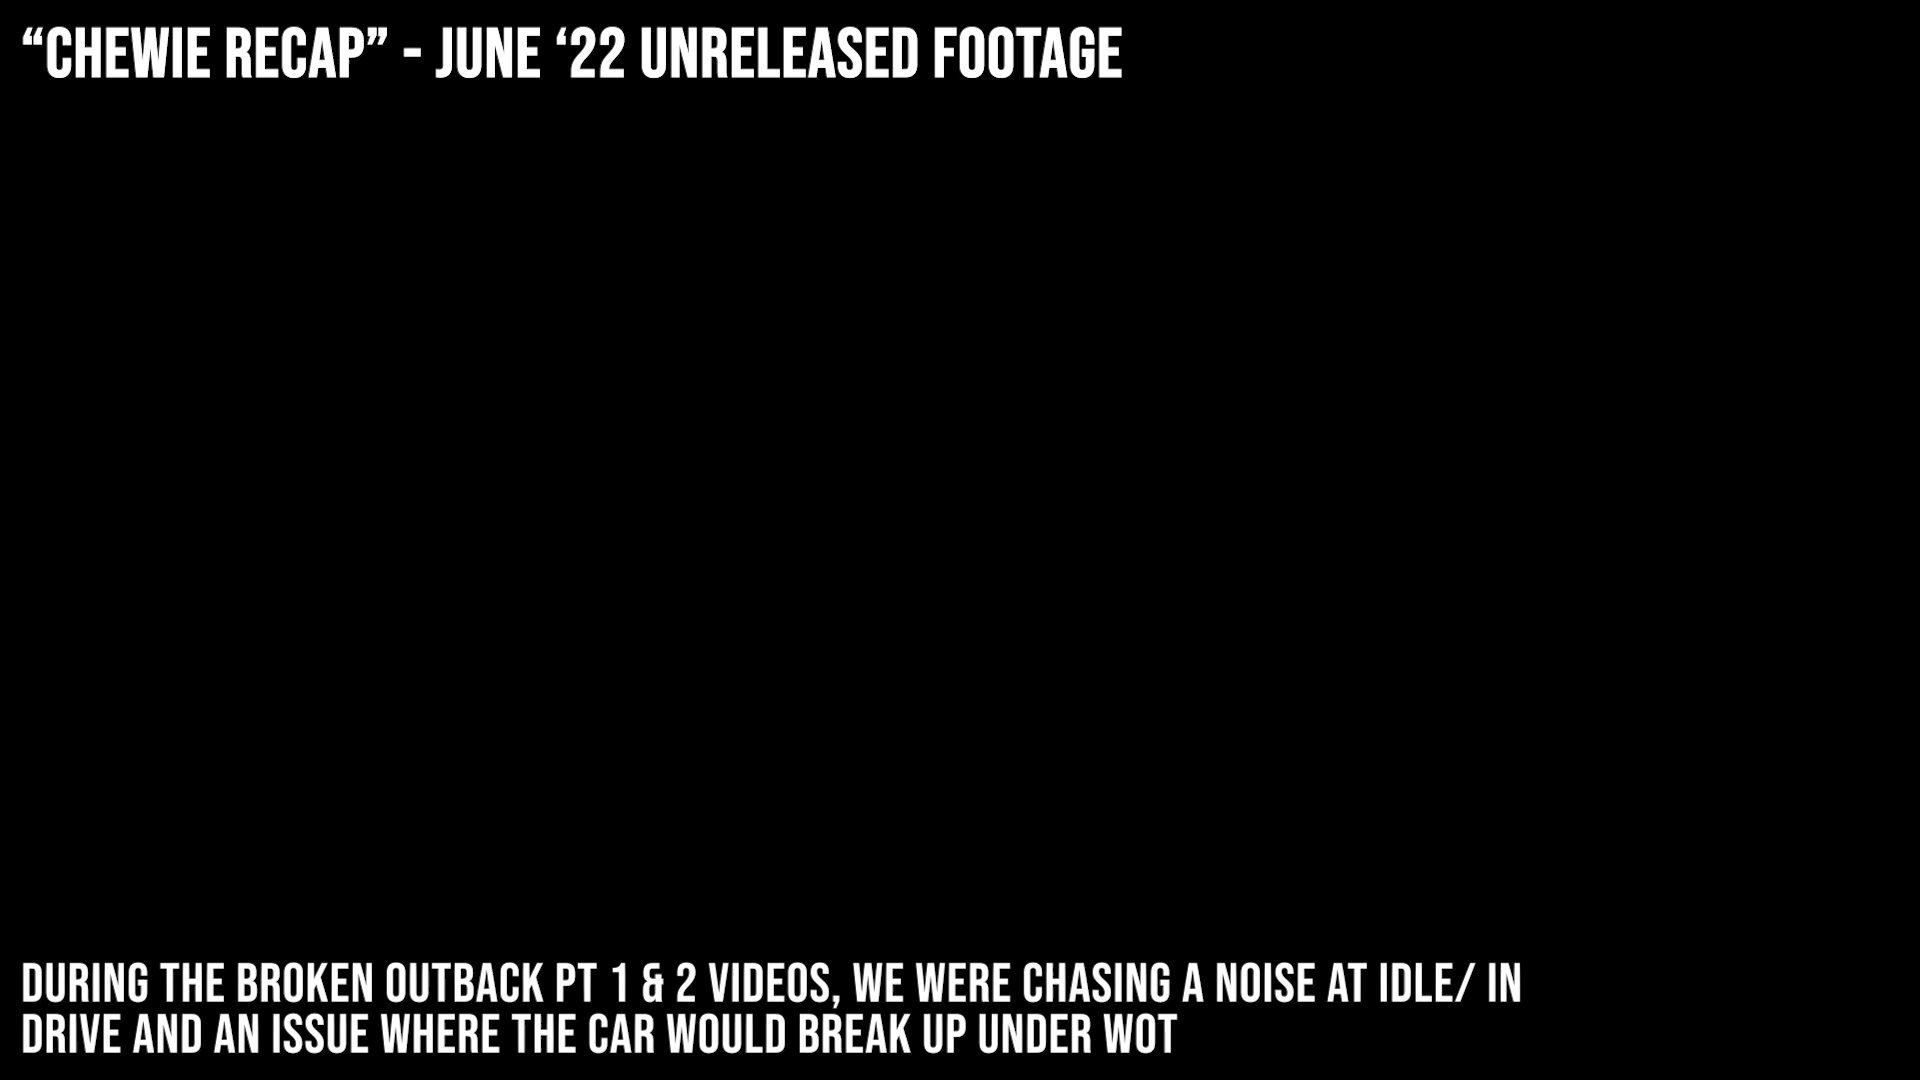 “CHEWIE RECAP” - JUNE ‘22 UNRELEASED FOOTAGE
DURING THE BROKEN OUTBACK PT 1 & 2 VIDEOS, WE WERE CHASING A NOISE AT IDLE/ IN
DRIVE AND AN ISSUE WHERE THE CAR WOULD BREAK UP UNDER WOT